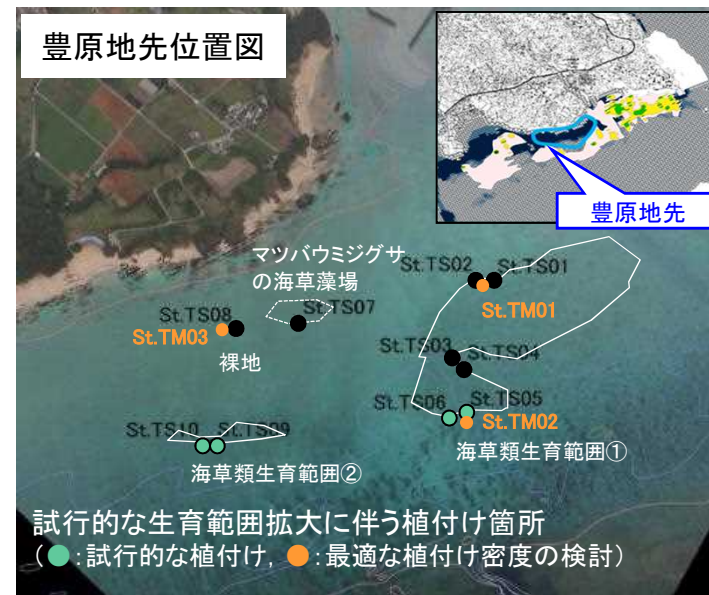 豊原地先位置図
豊原地先
マツバウミジグサ
の海草藻場
St.TS02
St.TS01
St.TM01
St.TS08
St.TS07
St.TM03
裸地
St.TS03
St.TS04
St.TS06
St.TS05
St.TM02
St.TS10
St.TS09
海草類生育範囲①
海草類生育範囲②
試行的な生育範囲拡大に伴う植付け箇所
(●:試行的な植付け, ●:最適な植付け密度の検討)